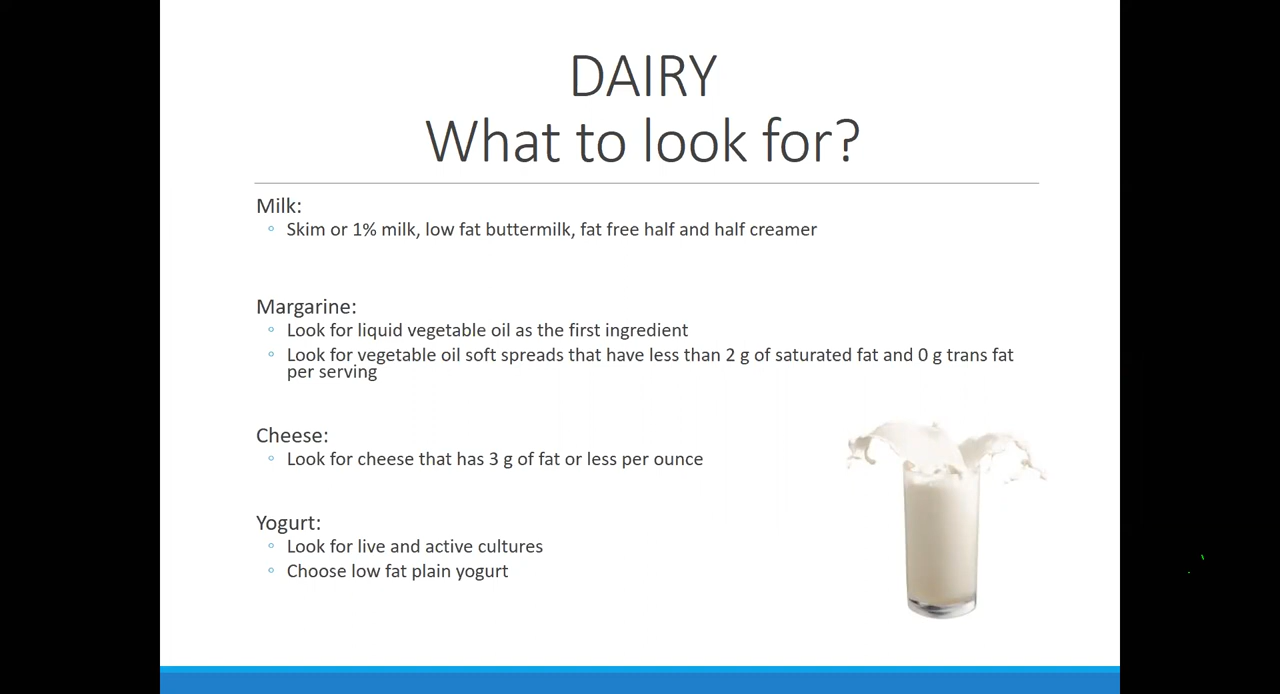 DAIRY
What to look for?
Milk:
Skim or 1% milk, low fat buttermilk, fat free half and half creamer
Margarine:
Look for liquid vegetable oil as the first ingredient
Look for vegetable oil soft spreads that have less than 2 g of saturated fat and 0 g trans fat
per serving
Cheese:
Look for cheese that has 3 g of fat or less per ounce
Yogurt:
Look for live and active cultures
Choose low fat plain yogurt